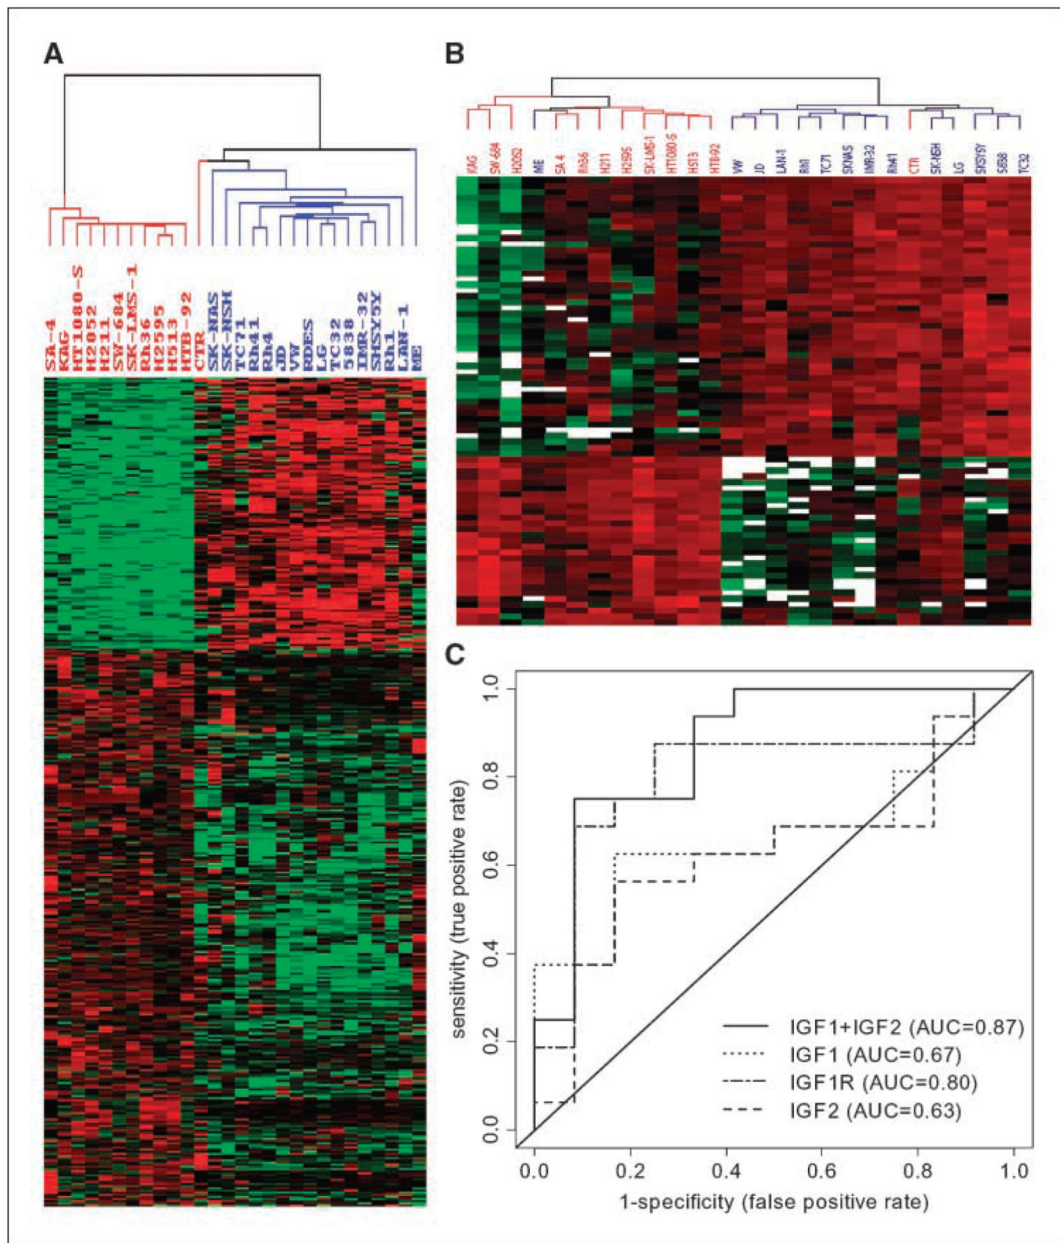 A
SA-4
KAG
HT1080-S
H2052
H211
SW-684
SK-LMS-1
Rh36
H2595
H513
HTB-92
CTR
SK-NAS
SK-NSH
TC71
Rh41
Rh4
JD
VW
RDES
LG
TC32
5838
IMR-32
SHSY5Y
Rh1
LAN-1
ME
B
KAG
SW-684
H2052
ME
SA 4
Rh36
H211
H2595
SK-LMS-1
HT1080-S
H513
HTB-92
VW
JD
LAN-1
Rh1
TC71
SKNAS
IMR-32
Rh41
CTR
SK-NSH
LG
SHSY5Y
5838
TC32
C
sensitivity (true positive rate)
1.0
0.8
0.6
0.4
0.2
0.0
IGF1+IGF2 (AUC=0.87)
IGF1 (AUC=0.67)
IGF1R (AUC=0.80)
IGF2 (AUC=0.63)
0.0 0.2 0.4 0.6 0.8 1.0
1-specificity (false positive rate)